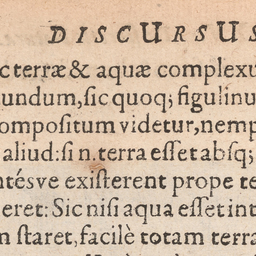 DISCURSUS
c terræ & aquæ complexu
undum, sic quoq; figulinu
compositum videtur, nemp
aliud: si n. terra esset absq;
ntésve existerent prope te
eret: Sic nisi aqua esset int
n staret, facilè totam terra